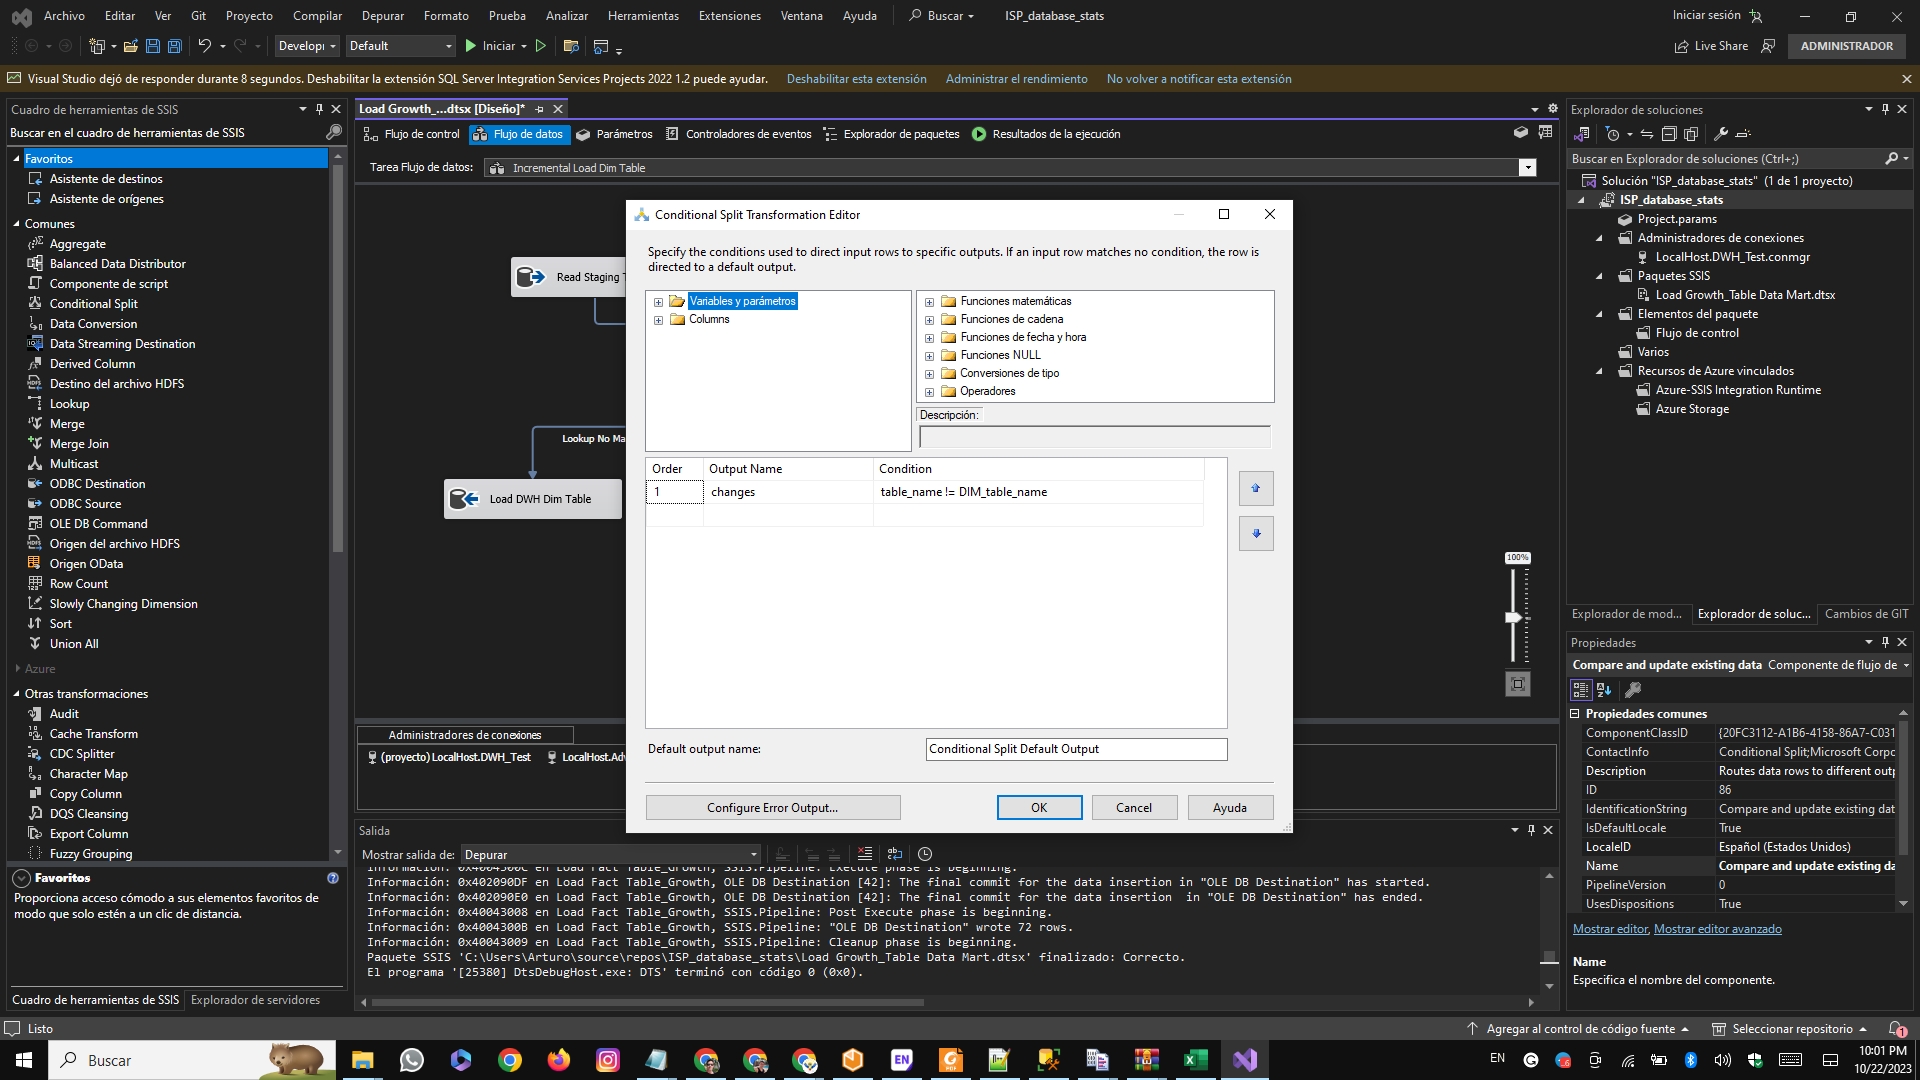 Archivo Editar Ver Git Proyecto Compilar Depurar Formato Prueba Analizar Herramientas Extensiones Ventana Ayuda Buscar ISP_database_stats Iniciar sesión
Developi Default Iniciar Live Share ADMINISTRADOR
Visual Studio dejó de responder durante 8 segundos. Deshabilitar la extensión SQL Server Integration Services Projects 2022 1.2 puede ayudar. Deshabilitar esta extensión Administrar el rendimiento No volver a notificar esta extensión
Cuadro de herramientas de SSIS
Buscar en el cuadro de herramientas de SSIS
Favoritos
Asistente de destinos
Asistente de orígenes
Comunes
Aggregate
Balanced Data Distributor
Componente de script
Conditional Split
Data Conversion
Data Streaming Destination
Derived Column
Destino del archivo HDFS
Lookup
Merge
Merge Join
Multicast
ODBC Destination
ODBC Source
OLE DB Command
Origen del archivo HDFS
Origen OData
Row Count
Slowly Changing Dimension
Sort
Union All
Azure
Otras transformaciones
Audit
Cache Transform
CDC Splitter
Character Map
Copy Column
DQS Cleansing
Export Column
Fuzzy Grouping
Favoritos
Proporciona acceso cómodo a sus elementos favoritos de
modo que solo estén a un clic de distancia.
Cuadro de herramientas de SSIS Explorador de servidores
Load Growth_...dtsx [Diseño]*
Flujo de control Flujo de datos Parámetros Controladores de eventos Explorador de paquetes Resultados de la ejecución
Tarea Flujo de datos: Incremental Load Dim Table
Read Staging T
Lookup No Ma
Load DWH Dim Table
100%
Conditional Split Transformation Editor
Specify the conditions used to direct input rows to specific outputs. If an input row matches no condition, the row is
directed to a default output.
Variables y parámetros
Columns
Funciones matemáticas
Funciones de cadena
Funciones de fecha y hora
Funciones NULL
Conversiones de tipo
Operadores
Descripción:
Order Output Name Condition
1 changes table_name != DIM_table_name
Default output name: Conditional Split Default Output
Configure Error Output... OK Cancel Ayuda
Administradores de conexiones
(proyecto) LocalHost.DWH_Test LocalHost.Adv
Salida
Mostrar salida de: Depurar
Información: 0x4004300C en Load Fact Table_Growth, SSIS.Pipeline: Execute phase is beginning.
Información: 0x402090DF en Load Fact Table_Growth, OLE DB Destination [42]: The final commit for the data insertion in "OLE DB Destination" has started.
Información: 0x402090E0 en Load Fact Table_Growth, OLE DB Destination [42]: The final commit for the data insertion  in "OLE DB Destination" has ended.
Información: 0x40043008 en Load Fact Table_Growth, SSIS.Pipeline: Post Execute phase is beginning.
Información: 0x4004300B en Load Fact Table_Growth, SSIS.Pipeline: "OLE DB Destination" wrote 72 rows.
Información: 0x40043009 en Load Fact Table_Growth, SSIS.Pipeline: Cleanup phase is beginning.
Paquete SSIS 'C:\Users\Arturo\source\repos\ISP_database_stats\Load Growth_Table Data Mart.dtsx' finalizado: Correcto.
El programa '[25380] DtsDebugHost.exe: DTS' terminó con código 0 (0x0).
Explorador de soluciones
Buscar en Explorador de soluciones (Ctrl+;)
Solución "ISP_database_stats" (1 de 1 proyecto)
ISP_database_stats
Project.params
Administradores de conexiones
LocalHost.DWH_Test.conmgr
Paquetes SSIS
Load Growth_Table Data Mart.dtsx
Elementos del paquete
Flujo de control
Varios
Recursos de Azure vinculados
Azure-SSIS Integration Runtime
Azure Storage
Explorador de mod... Explorador de soluc... Cambios de GIT
Propiedades
Compare and update existing data Componente de flujo de
Propiedades comunes
ComponentClassID {20FC3112-A1B6-4158-86A7-C031
ContactInfo Conditional Split;Microsoft Corpc
Description Routes data rows to different outp
ID 86
IdentificationString Compare and update existing dat
IsDefaultLocale True
LocaleID Español (Estados Unidos)
Name Compare and update existing da
PipelineVersion 0
UsesDispositions True
Mostrar editor, Mostrar editor avanzado
Name
Especifica el nombre del componente.
Listo Agregar al control de código fuente Seleccionar repositorio 1
Buscar EN EN 10:01 PM
10/22/2023